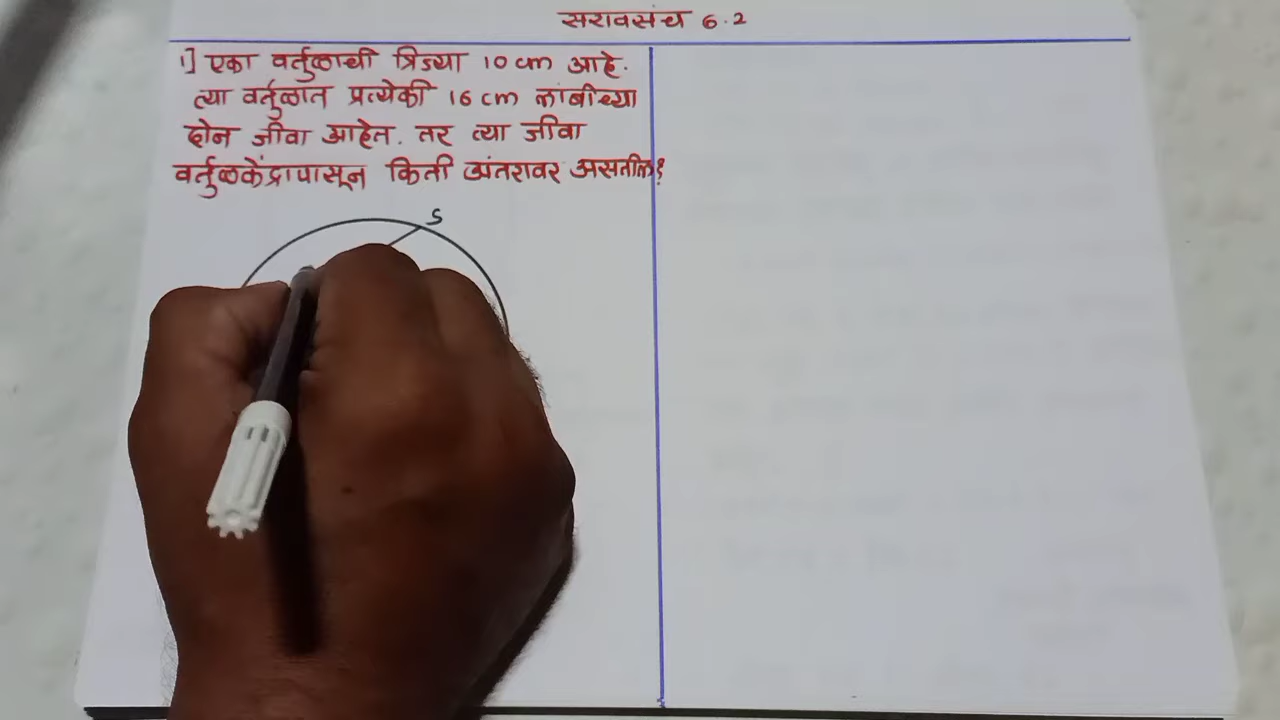 सरावसंच 6.2
1] एका वर्तुळाची त्रिज्या 10 cm आहे.
त्या वर्तुळात प्रत्येकी 16 cm लांबीच्या
दोन जीवा आहेत. तर त्या जीवा
वर्तुळकेंद्रापासून किती अंतरावर असतील?
S